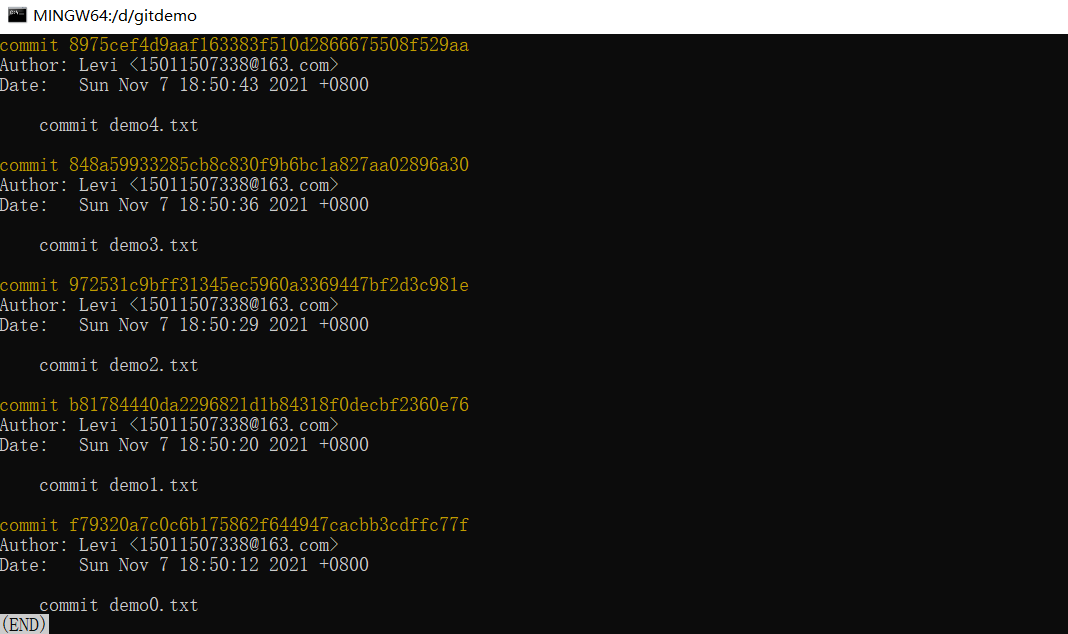 MINGW64:/d/gitdemo
commit 8975cef4d9aaf163383f510d2866675508f529aa
Author: Levi <15011507338@163.com>
Date:   Sun Nov 7 18:50:43 2021 +0800
commit demo4.txt
commit 848a59933285cb8c830f9b6bc1a827aa02896a30
Author: Levi <15011507338@163.com>
Date:   Sun Nov 7 18:50:36 2021 +0800
commit demo3.txt
commit 972531c9bff31345ec5960a3369447bf2d3c981e
Author: Levi <15011507338@163.com>
Date:   Sun Nov 7 18:50:29 2021 +0800
commit demo2.txt
commit b81784440da2296821d1b84318f0decbf2360e76
Author: Levi <15011507338@163.com>
Date:   Sun Nov 7 18:50:20 2021 +0800
commit demo1.txt
commit f79320a7c0c6b175862f644947cacbb3cdffc77f
Author: Levi <15011507338@163.com>
Date:   Sun Nov 7 18:50:12 2021 +0800
commit demo0.txt
(END)